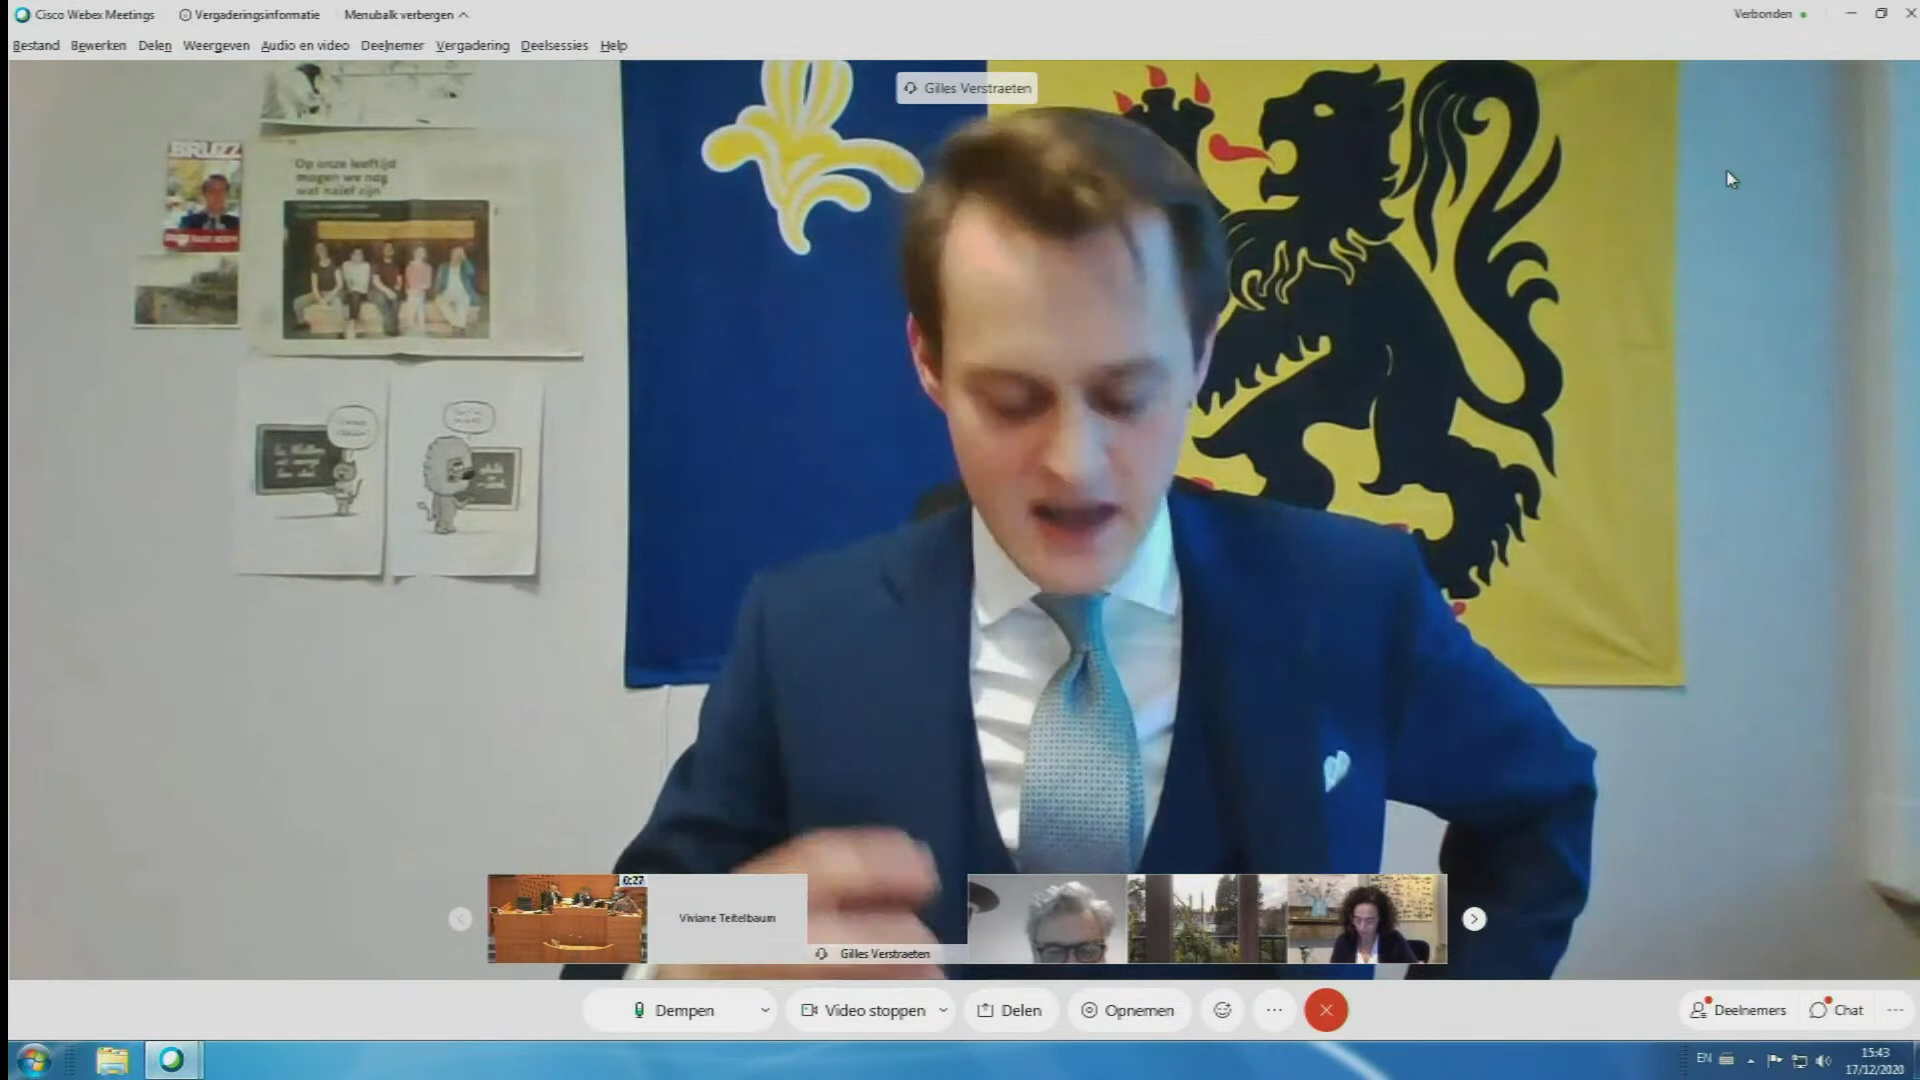 Cisco Webex Meetings
Vergaderingsinformatie
Menubalk verbergen
Verbonden
Bestand Bewerken Delen Weergeven Audio en video Deelnemer Vergadering Deelsessies Help
Gilles Verstraeten
BRUZZ
Op onze leeftijd
mogen we nog
wat naïef zijn
0:27
Viviane Teitelbaum
Gilles Verstraeten
Dempen
Video stoppen
Delen
Opnemen
Deelnemers
Chat
EN
15:43
17/12/2020